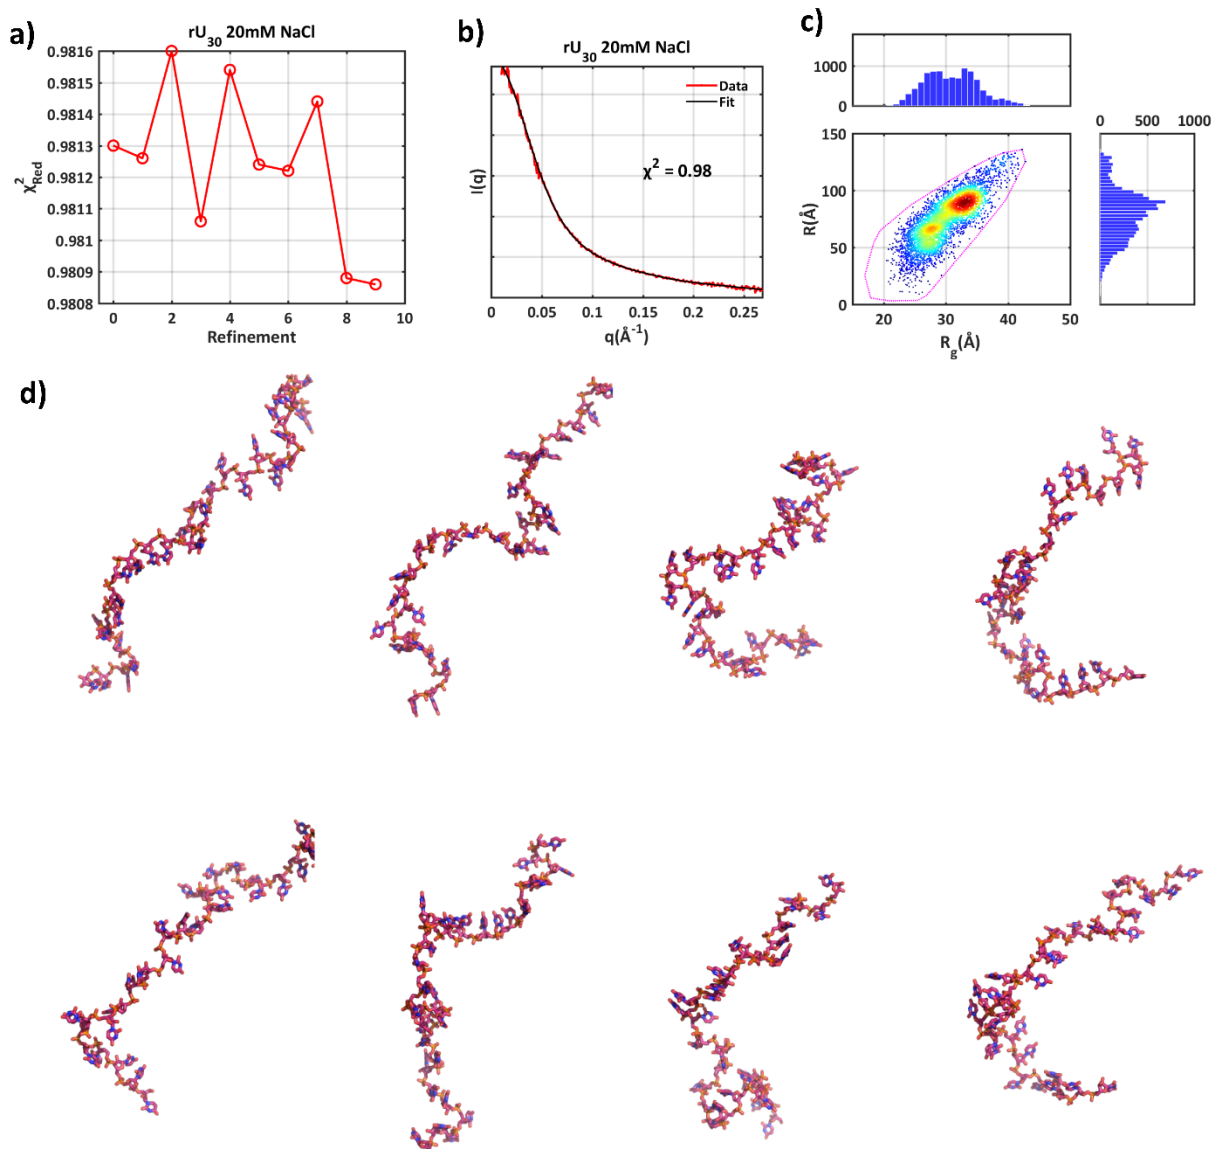 a)
rU30 20mM NaCl
0.9816
0.9815
0.9814
0.9813
0.9812
0.9811
0.981
0.9809
0.9808
χ²Red
0 2 4 6 8 10
Refinement
b)
rU30 20mM NaCl
Data
Fit
χ² = 0.98
I(q)
0 0.05 0.1 0.15 0.2 0.25
q(Å-1)
c)
1000
0
0 500 1000
150
100
50
0
R(Å)
20 30 40 50
Rg(Å)
d)